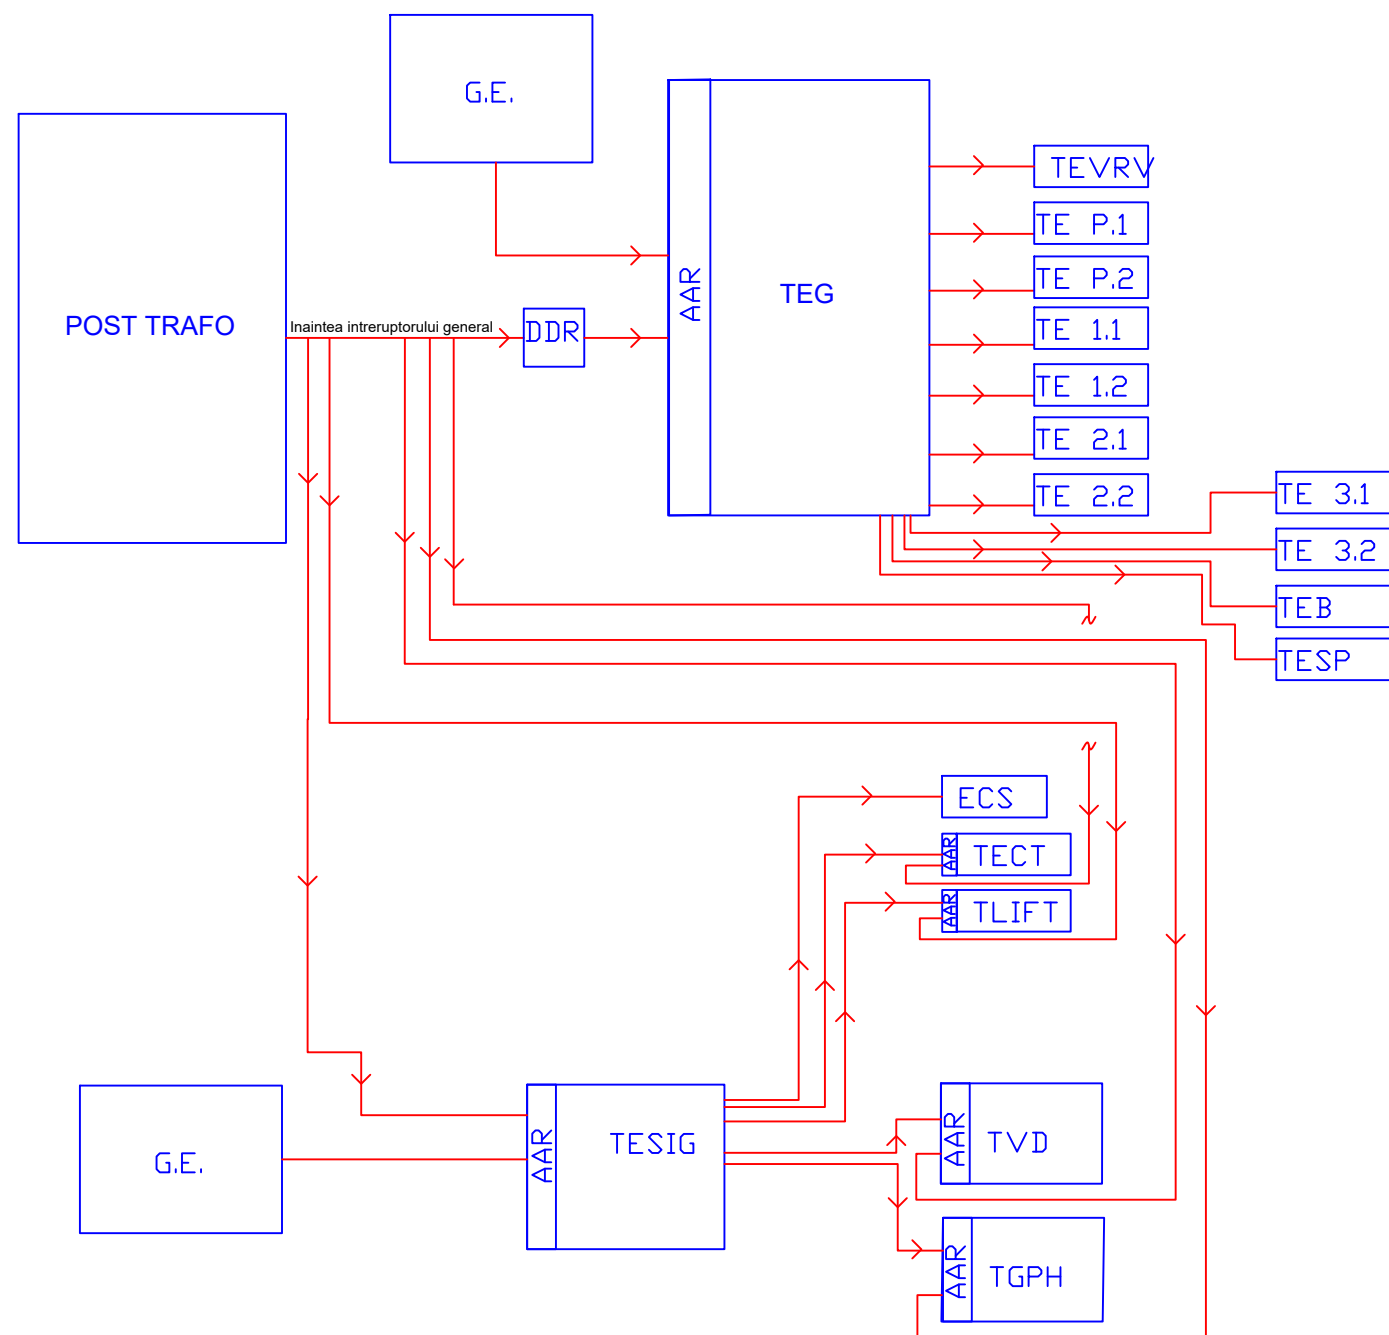 G.E.
POST TRAFO
Inaintea intreruptorului general
DDR
AAR
TEG
TEVRV
TE P.1
TE P.2
TE 1.1
TE 1.2
TE 2.1
TE 2.2
TE 3.1
TE 3.2
TEB
TESP
ECS
AAR
TECT
AAR
TLIFT
G.E.
AAR
TESIG
AAR
TVD
AAR
TGPH